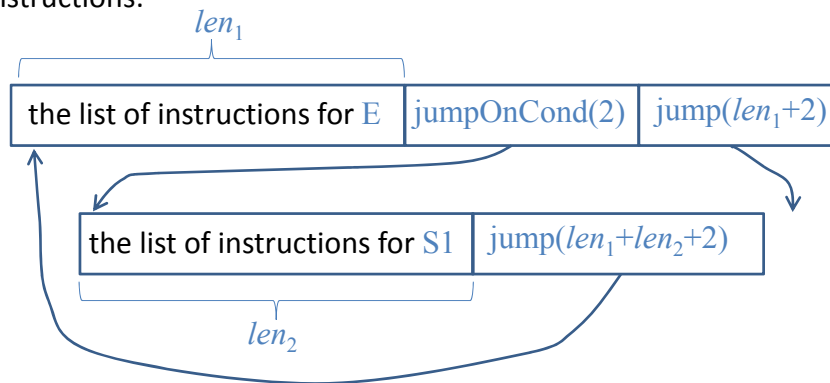 nstructions:
len₁
the list of instructions for E jumpOnCond(2) jump(len₁+2)
the list of instructions for S1 jump(len₁+len₂+2)
len₂